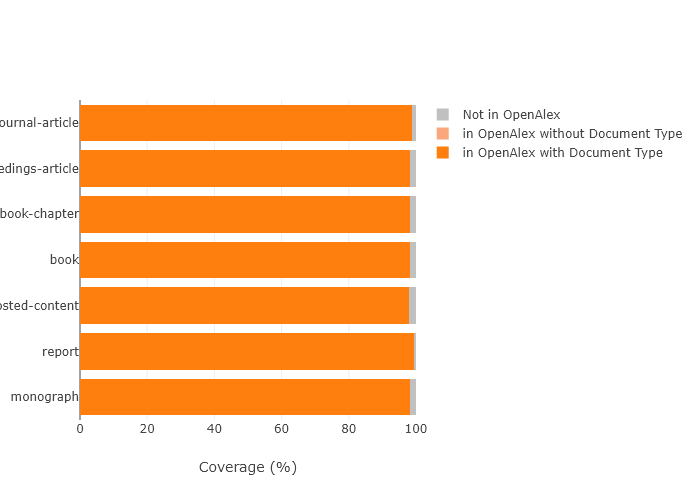 ournal-article
edings-article
book-chapter
book
osted-content
report
monograph
0 20 40 60 80 100
Coverage (%)
Not in OpenAlex
in OpenAlex without Document Type
in OpenAlex with Document Type